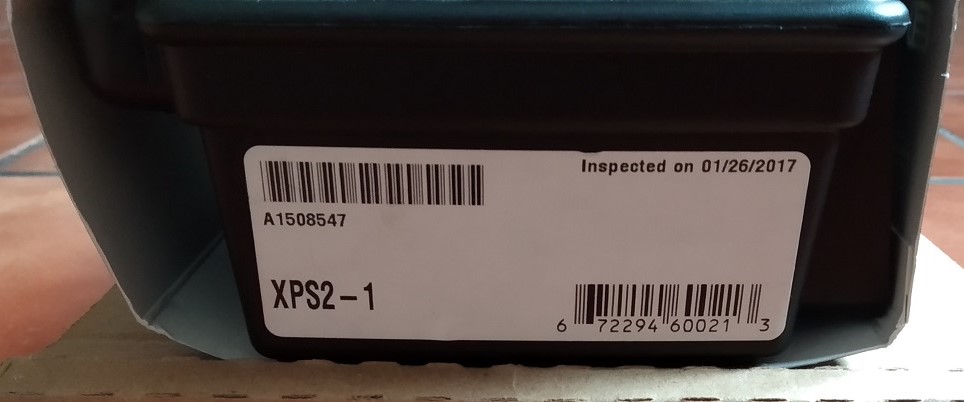 Inspected on 01/26/2017
A1508547
XPS2-1
6 72294 60021 3